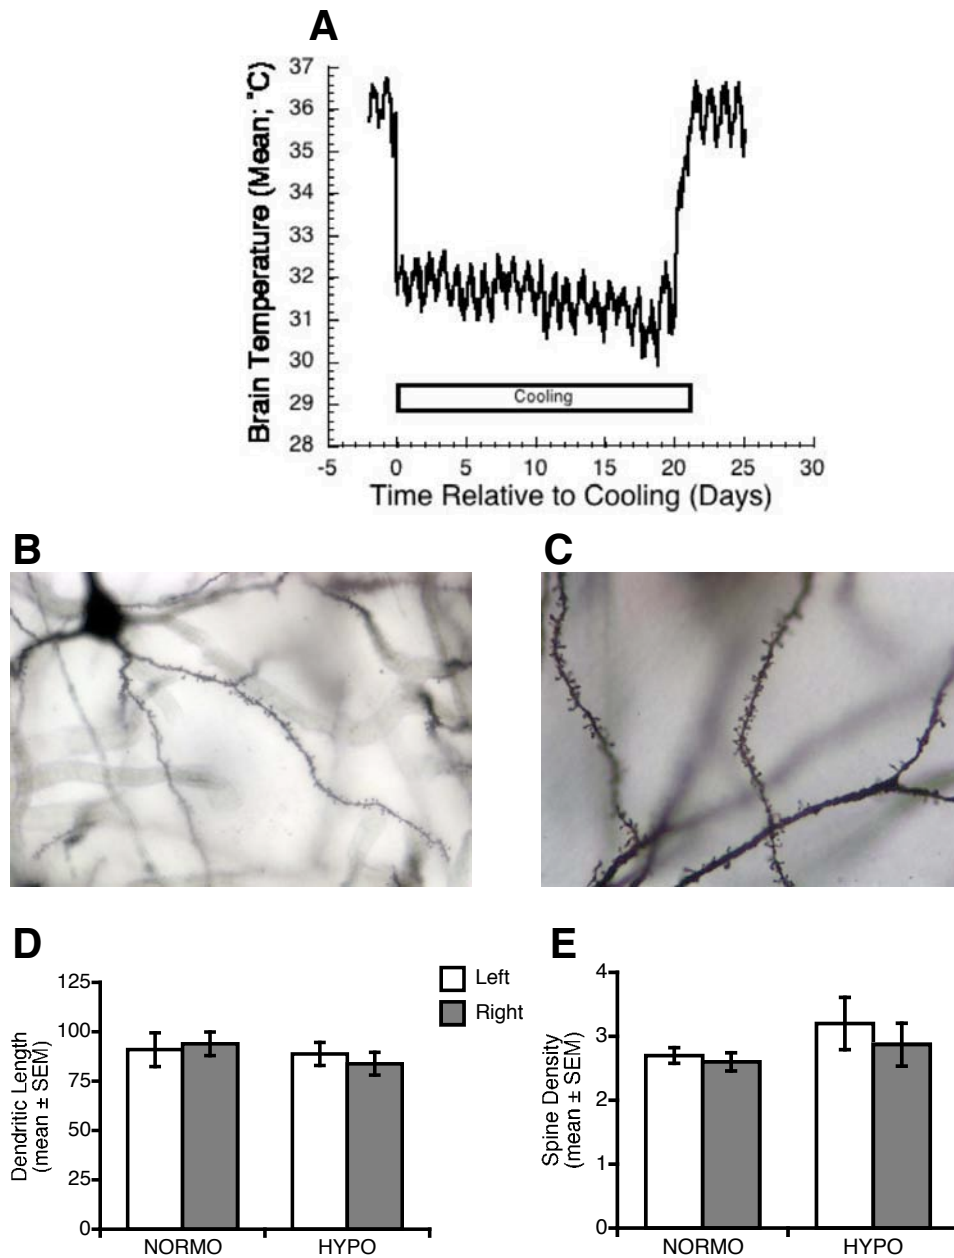 A
37
36
35
34
33
32
31
30
29
28
Brain Temperature (Mean; °C)
Cooling
-5 0 5 10 15 20 25 30
Time Relative to Cooling (Days)
B
C
D
125
100
75
50
25
0
Dendritic Length
(mean ± SEM)
NORMO HYPO
Left
Right
E
4
3
2
1
0
Spine Density
(mean ± SEM)
NORMO HYPO